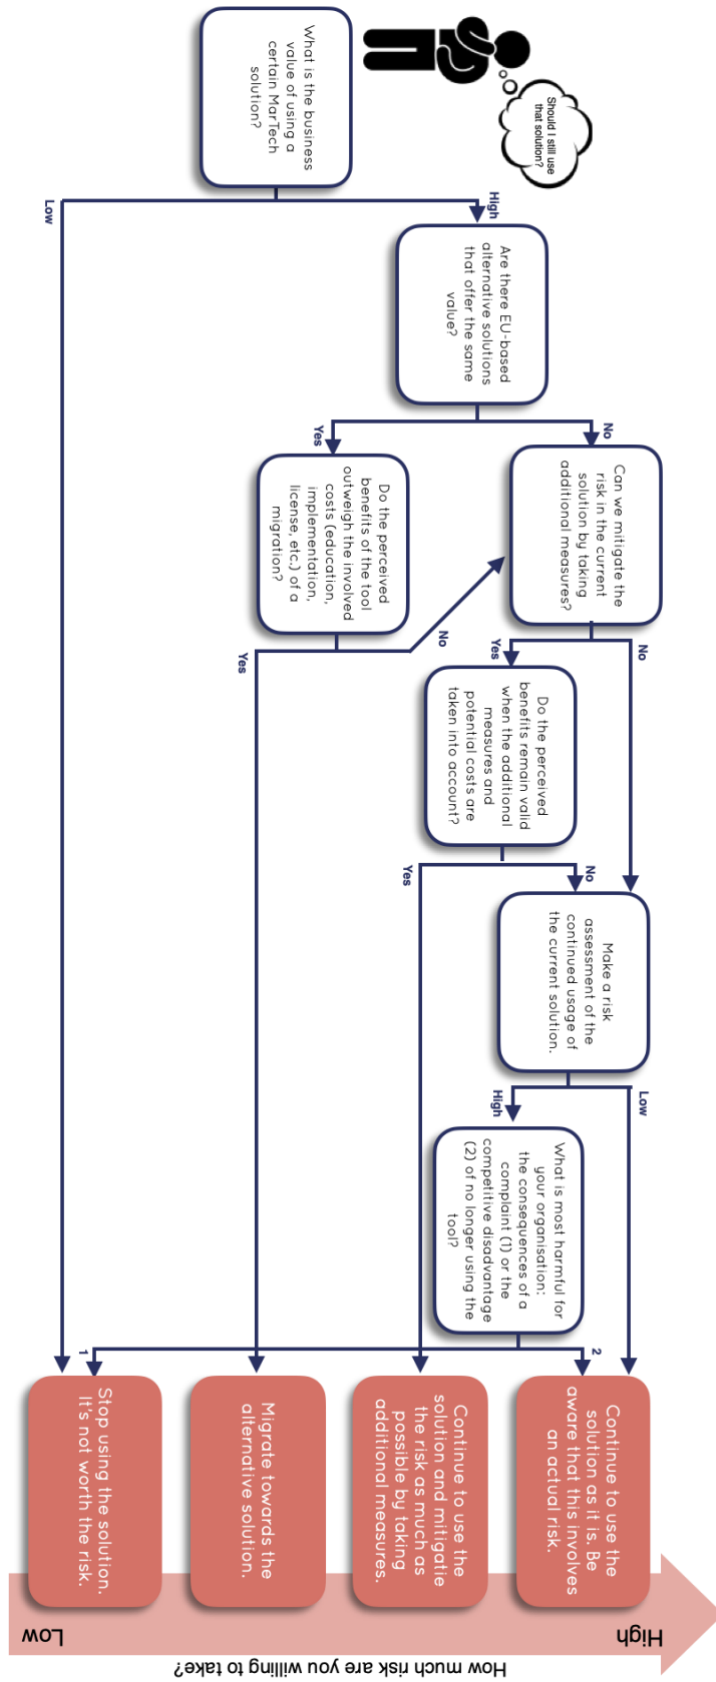 Should I still use
that solution?
What is the business
value of using a
certain MarTech
solution?
High
Low
Are there EU-based
alternative solutions
that offer the same
value?
No
Yes
Can we mitigate the
risk in the current
solution by taking
additional measures?
Do the perceived
benefits of the tool
outweigh the involved
costs (education,
implementation,
license, etc.) of a
migration?
No
Yes
No
Yes
Do the perceived
benefits remain valid
when the additional
measures and
potential costs are
taken into account?
No
Yes
Make a risk
assessment of the
continued usage of
the current solution.
Low
High
What is most harmful for
your organisation:
the consequences of a
complaint (1) or the
competitive disadvantage
(2) of no longer using the
tool?
2
1
Continue to use the
solution as it is. Be
aware that this involves
an actual risk.
Continue to use the
solution and mitigatie
the risk as much as
possible by taking
additional measures.
Migrate towards the
alternative solution.
Stop using the solution.
It's not worth the risk.
High
Low
How much risk are you willing to take?